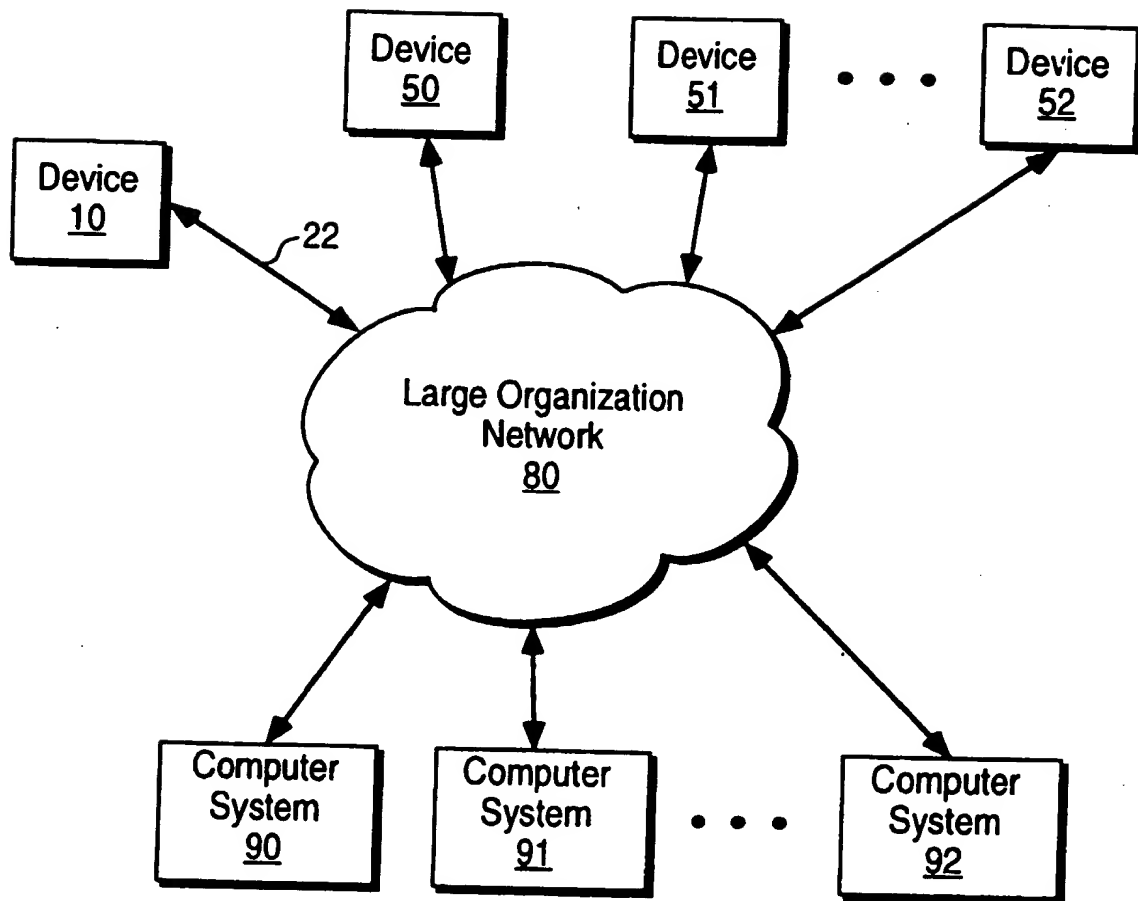 Device
50
Device
51
Device
52
Device
10
22
Large Organization
Network
80
Computer
System
90
Computer
System
91
Computer
System
92